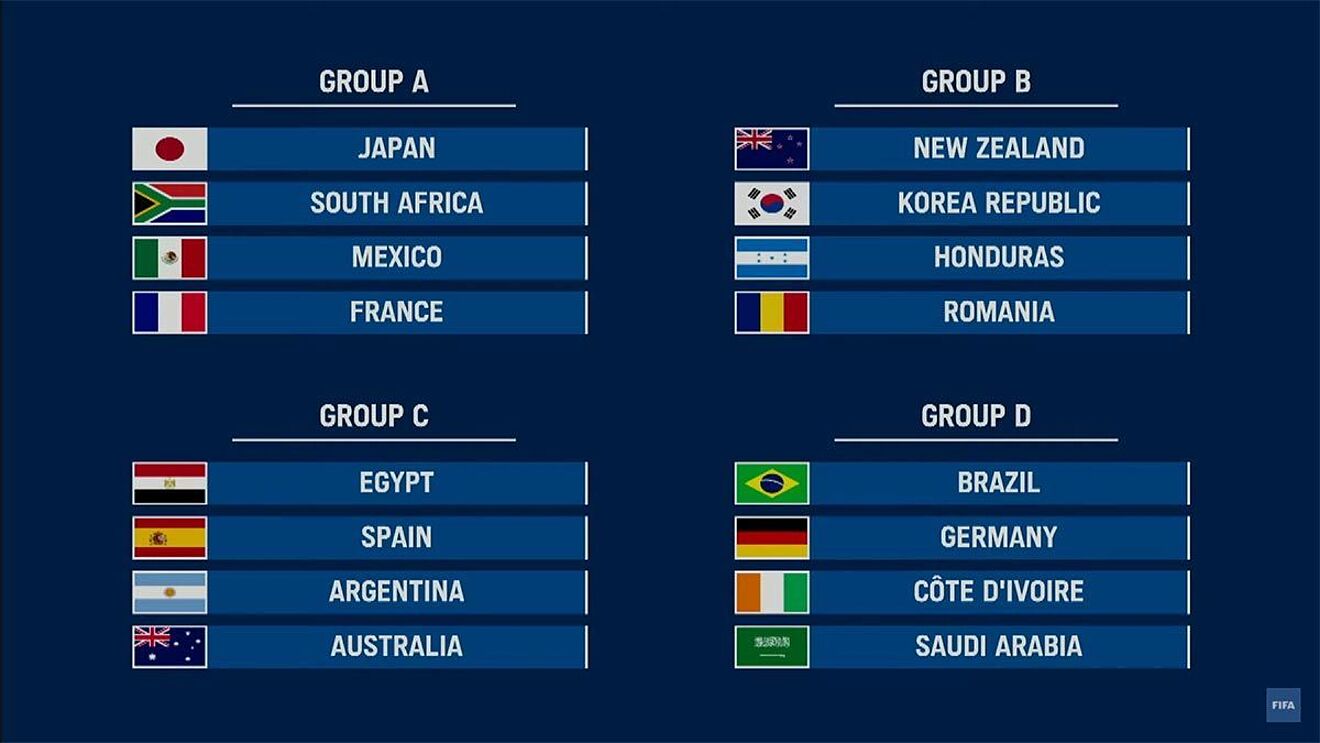 GROUP A
JAPAN
SOUTH AFRICA
MEXICO
FRANCE
GROUP B
NEW ZEALAND
KOREA REPUBLIC
HONDURAS
ROMANIA
GROUP C
EGYPT
SPAIN
ARGENTINA
AUSTRALIA
GROUP D
BRAZIL
GERMANY
CÔTE D'IVOIRE
SAUDI ARABIA
FIFA